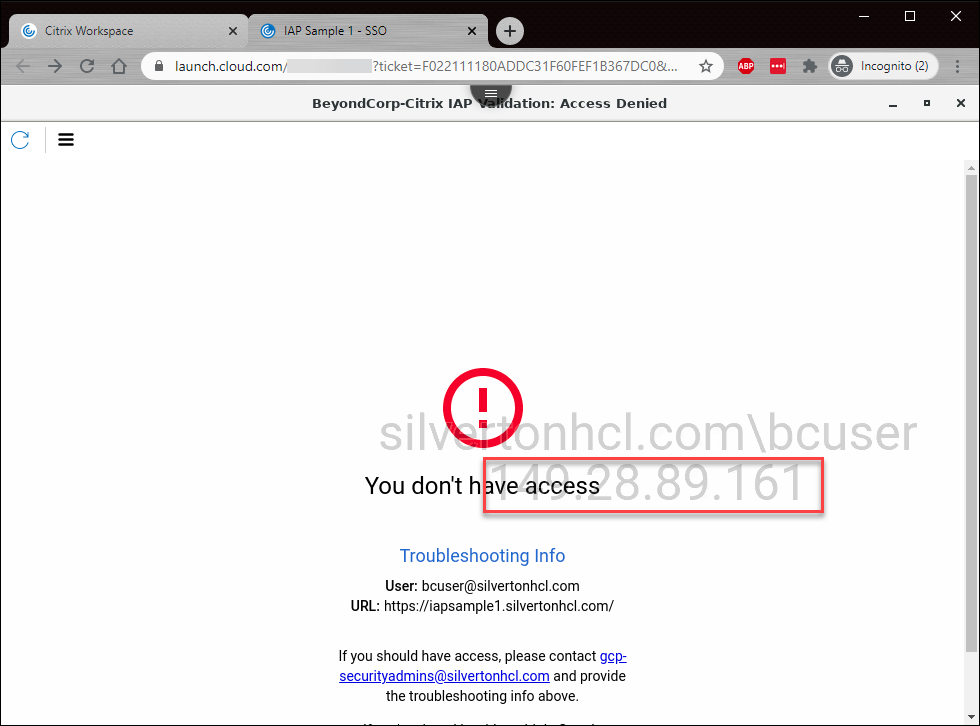 Citrix Workspace
IAP Sample 1 - SSO
launch.cloud.com/ ?ticket=F022111180ADDC31F60FEF1B367DC0&...
ABP
Incognito (2)
BeyondCorp-Citrix IAP Validation: Access Denied
silvertonhcl.com\bcuser
149.28.89.161
You don't have access
Troubleshooting Info
User: bcuser@silvertonhcl.com
URL: https://iapsample1.silvertonhcl.com/
If you should have access, please contact gcp-
securityadmins@silvertonhcl.com and provide
the troubleshooting info above.